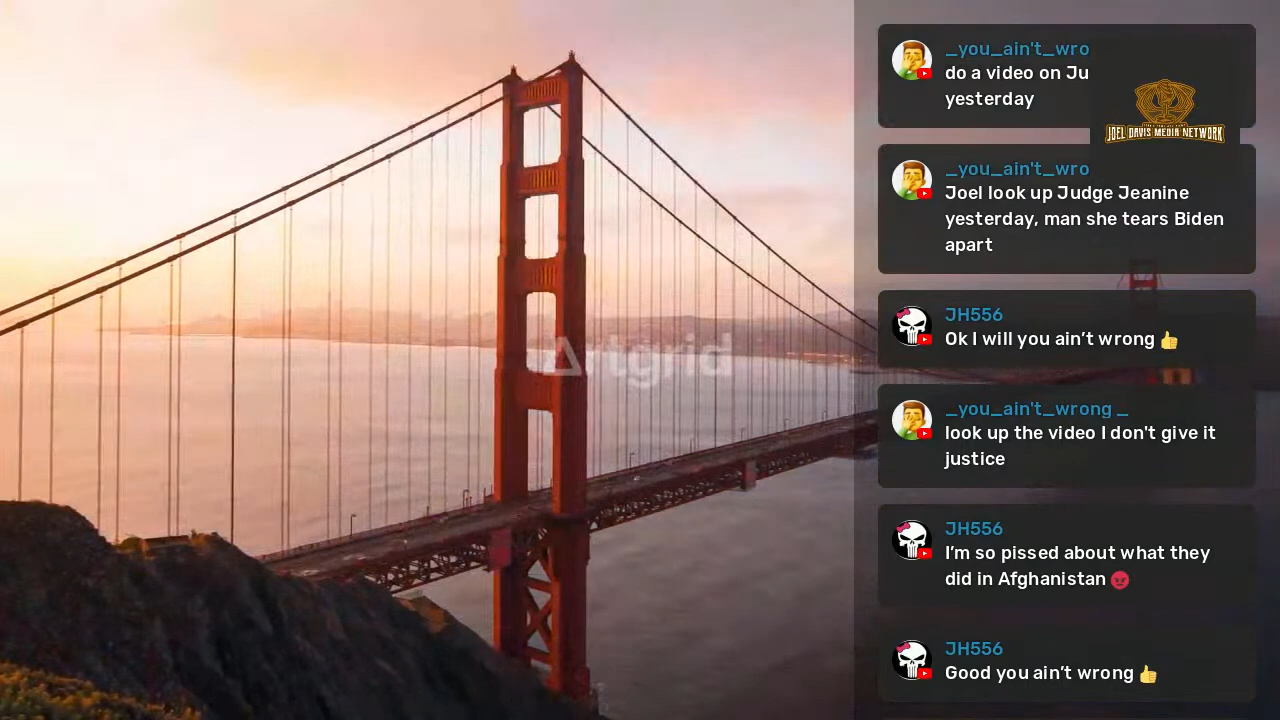 _you_ain't_wro
do a video on Ju
yesterday
JOEL DAVIS MEDIA NETWORK
_you_ain't_wro
Joel look up Judge Jeanine
yesterday, man she tears Biden
apart
JH556
Ok I will you ain’t wrong 👍
Artgrid
_you_ain't_wrong _
look up the video I don't give it
justice
JH556
I’m so pissed about what they
did in Afghanistan 😡
JH556
Good you ain’t wrong 👍